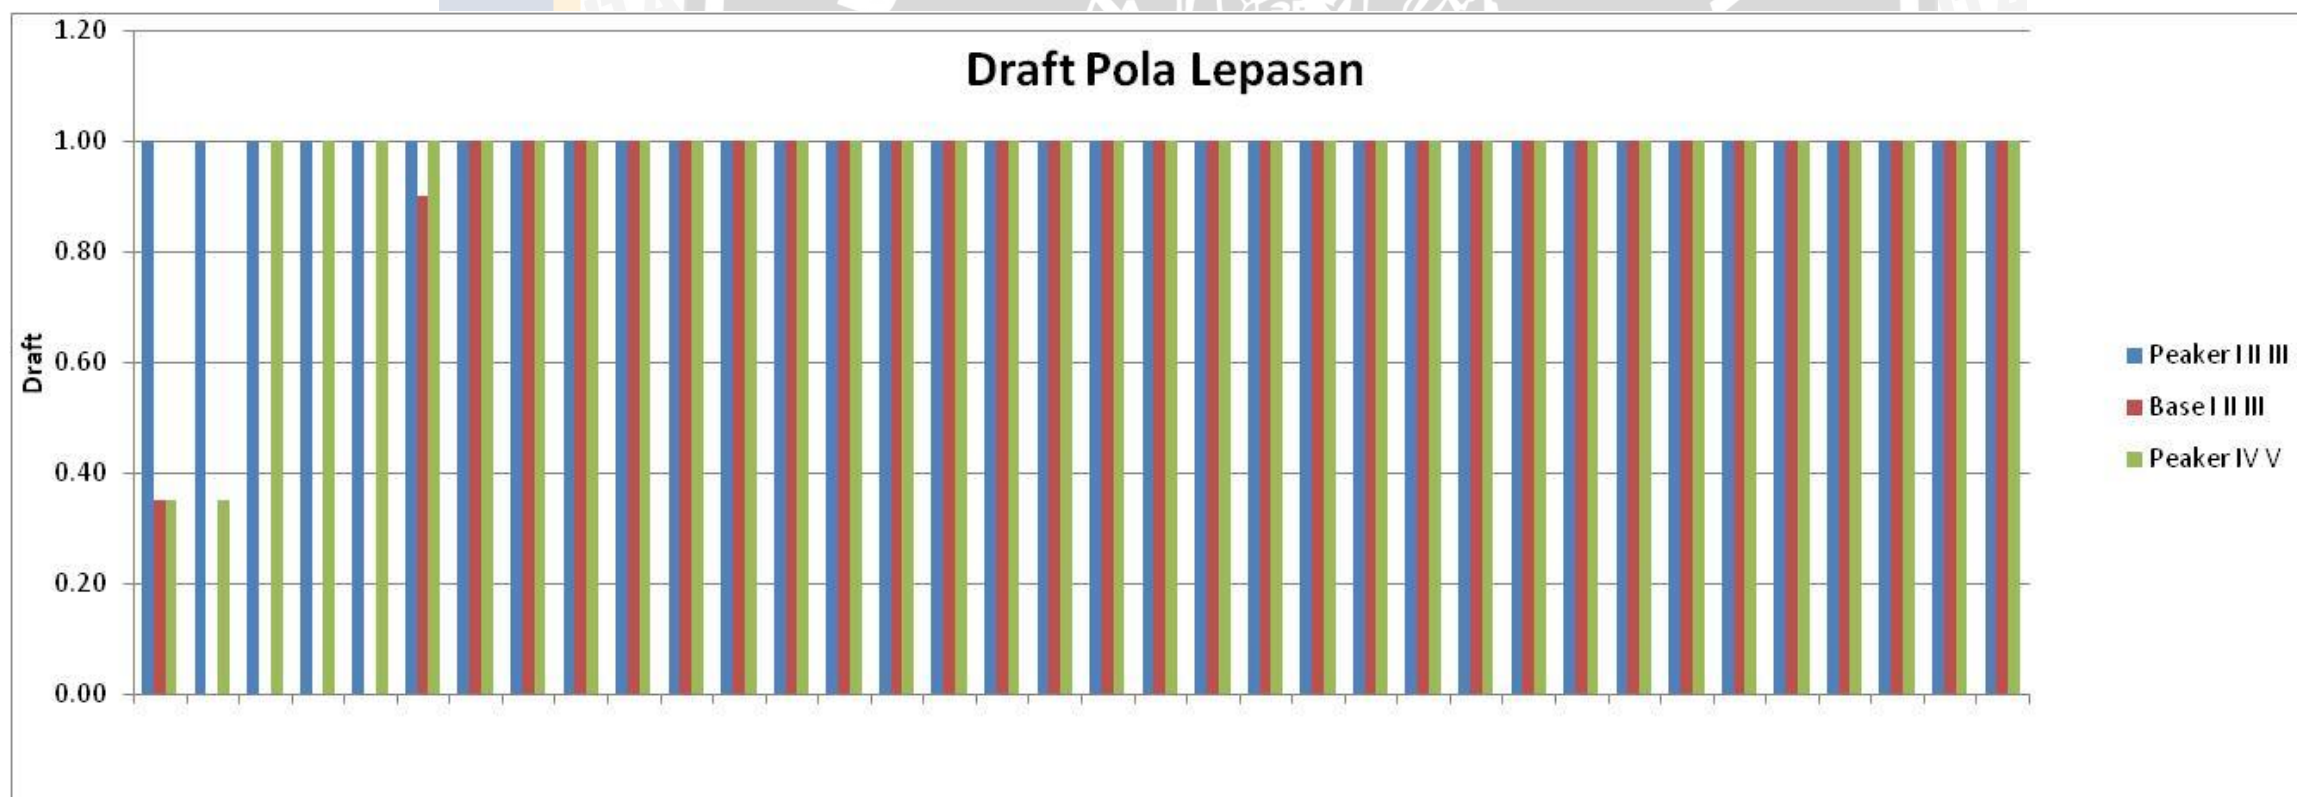 Draft Pola Lepasan
1.20
1.00
0.80
0.60
0.40
0.20
0.00
Draft
Peaker I II III
Base I II III
Peaker IV V